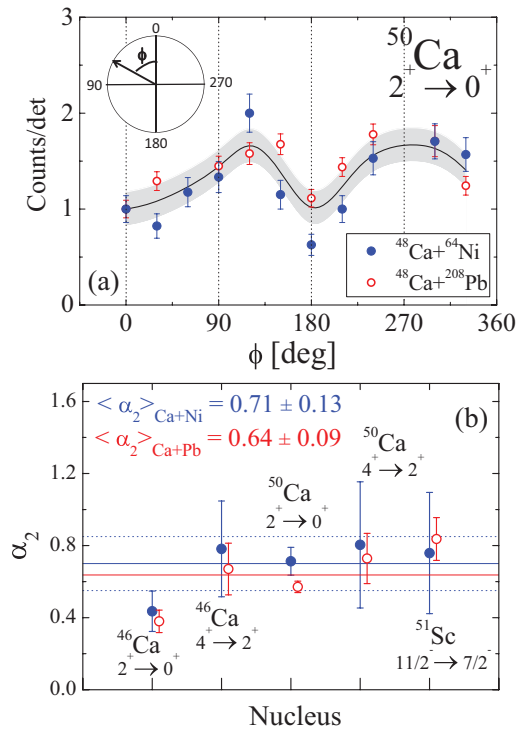 (a)
0
φ
90
270
180
⁵⁰Ca
2⁺ → 0⁺
Counts/det
3
2
1
0
⁴⁸Ca+⁶⁴Ni
⁴⁸Ca+²⁰⁸Pb
0 90 180 270 360
φ [deg]
(b)
< α₂ > Ca+Ni = 0.71 ± 0.13
< α₂ > Ca+Pb = 0.64 ± 0.09
α₂
1.6
1.2
0.8
0.4
0.0
⁴⁶Ca
2⁺ → 0⁺
⁴⁶Ca
4⁺ → 2⁺
⁵⁰Ca
2⁺ → 0⁺
⁵⁰Ca
4⁺ → 2⁺
⁵¹Sc
11/2⁻ → 7/2⁻
Nucleus